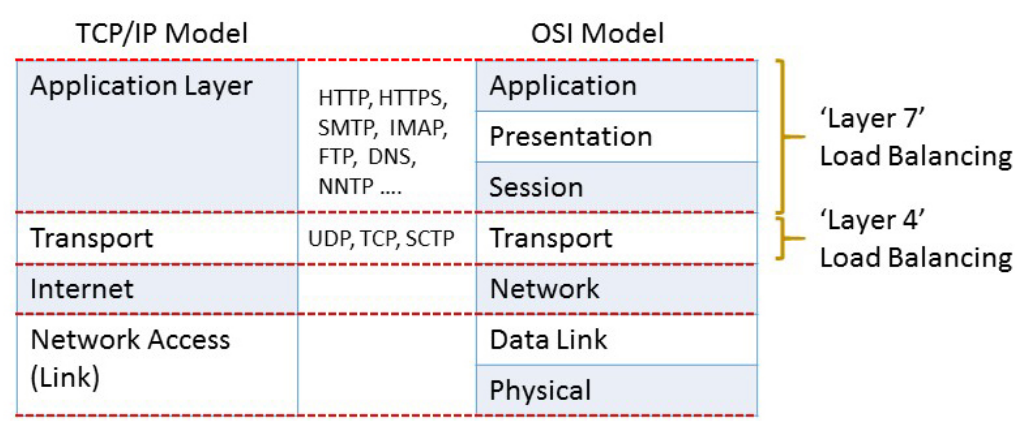 TCP/IP Model
OSI Model
Application Layer
HTTP, HTTPS,
SMTP, IMAP,
FTP, DNS,
NNTP ....
Application
Presentation
Session
‘Layer 7’
Load Balancing
Transport
UDP, TCP, SCTP
Transport
‘Layer 4’
Load Balancing
Internet
Network
Network Access
(Link)
Data Link
Physical